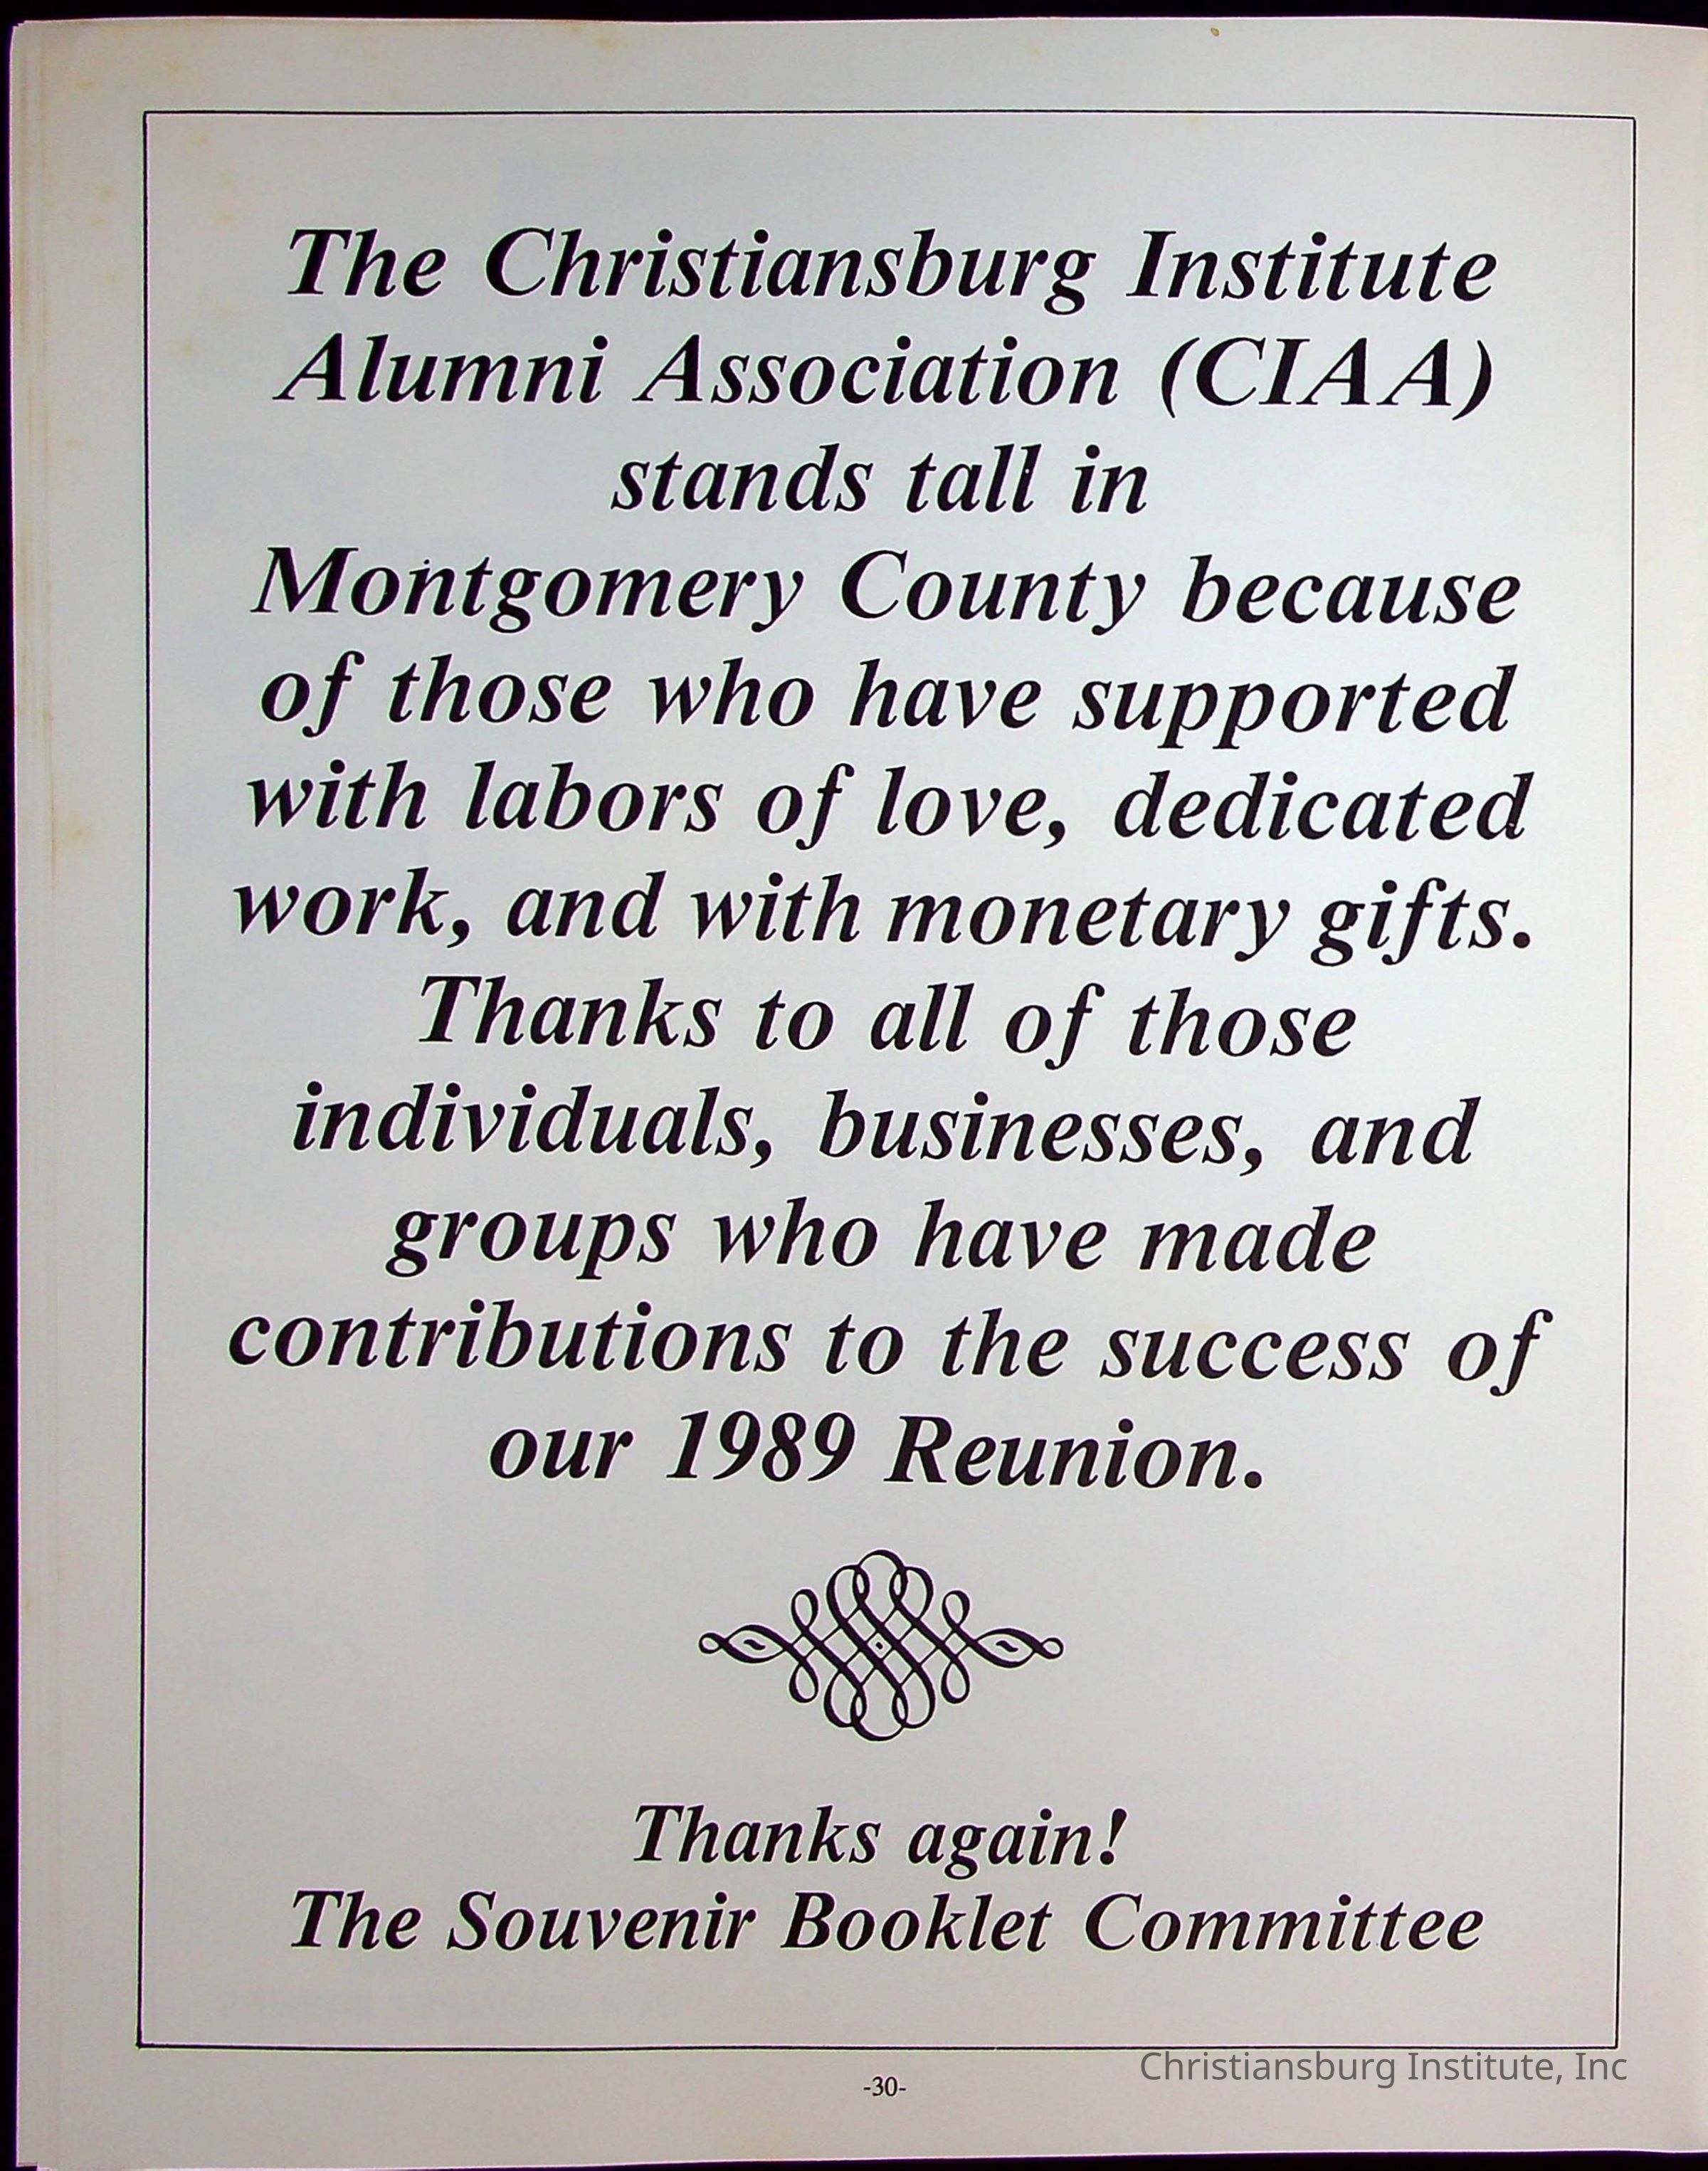 The Christiansburg Institute
Alumni Association (CIAA)
stands tall in
Montgomery County because
of those who have supported
with labors of love, dedicated
work, and with monetary gifts.
Thanks to all of those
individuals, businesses, and
groups who have made
contributions to the success of
our 1989 Reunion.
Thanks again!
The Souvenir Booklet Committee
-30-
Christiansburg Institute, Inc